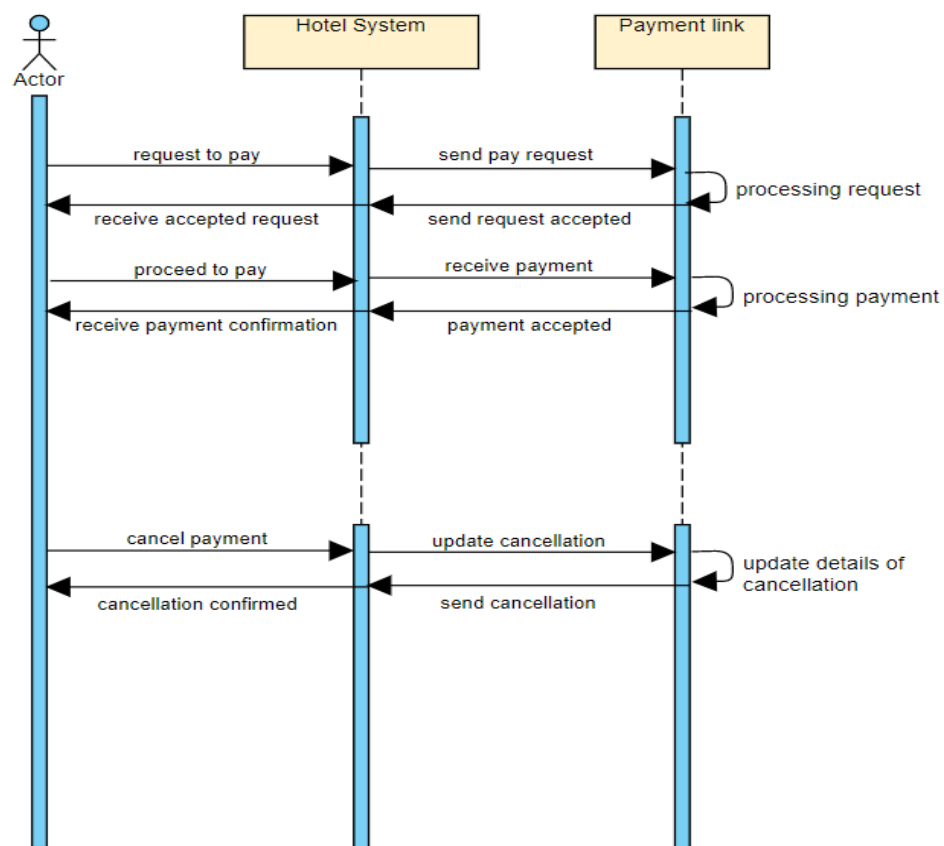 Hotel System
Payment link
Actor
request to pay
send pay request
processing request
receive accepted request
send request accepted
proceed to pay
receive payment
processing payment
receive payment confirmation
payment accepted
cancel payment
update cancellation
update details of
cancellation
cancellation confirmed
send cancellation